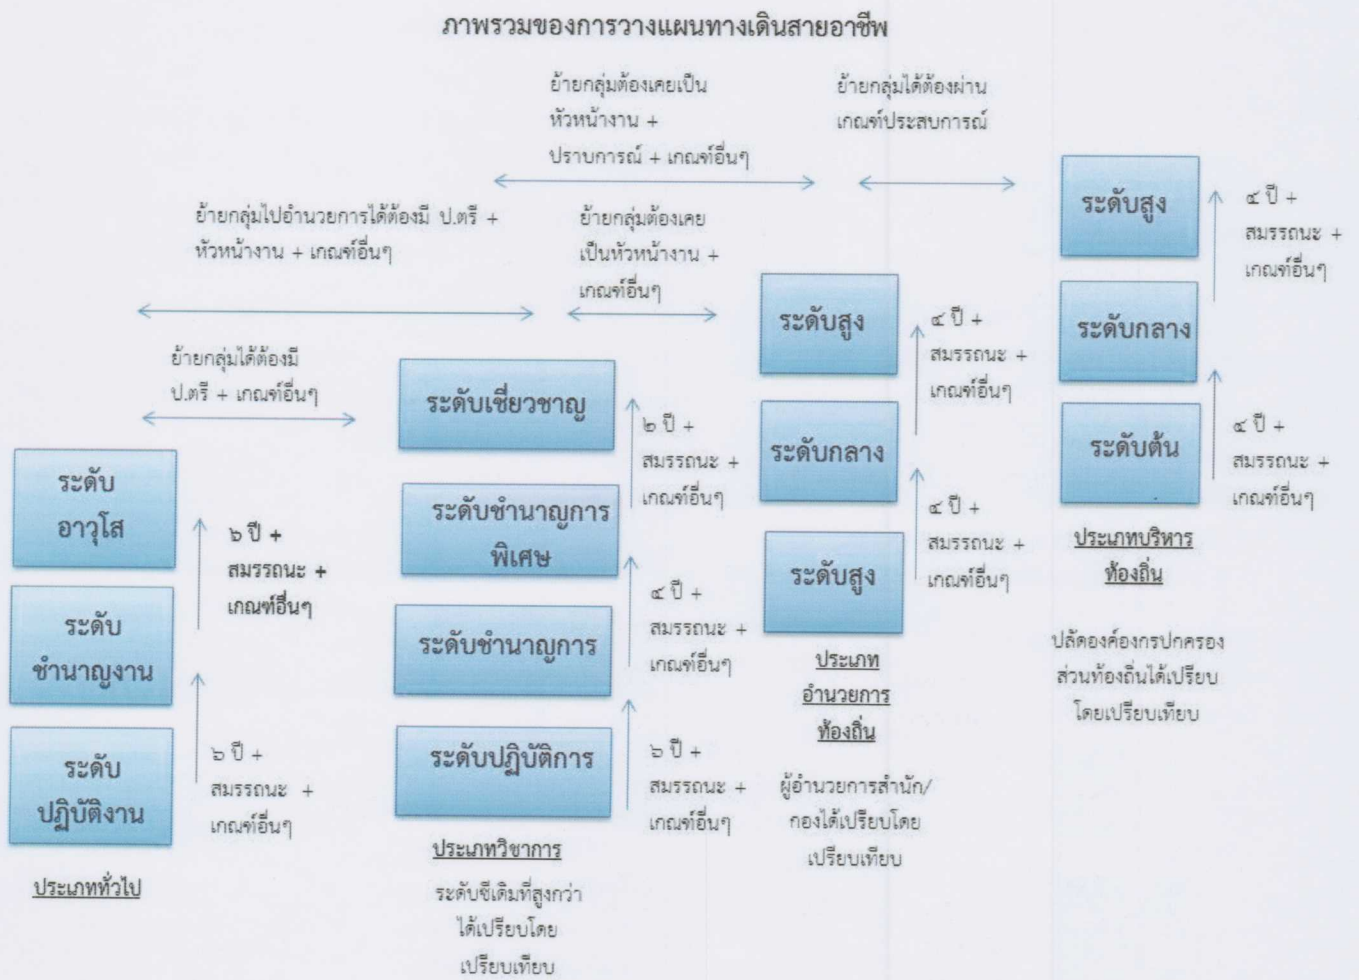 ภาพรวมของการวางแผนทางเดินสายอาชีพ
ย้ายกลุ่มต้องเคยเป็น
หัวหน้างาน +
ปราบการณ์ + เกณฑ์อื่นๆ
ย้ายกลุ่มได้ต้องผ่าน
เกณฑ์ประสบการณ์
ย้ายกลุ่มไปอำนวยการได้ต้องมี ป.ตรี +
หัวหน้างาน + เกณฑ์อื่นๆ
ย้ายกลุ่มต้องเคย
เป็นหัวหน้างาน +
เกณฑ์อื่นๆ
ย้ายกลุ่มได้ต้องมี
ป.ตรี + เกณฑ์อื่นๆ
ระดับ
อาวุโส
๖ ปี +
สมรรถนะ +
เกณฑ์อื่นๆ
ระดับ
ชำนาญงาน
ระดับ
ปฏิบัติงาน
๖ ปี +
สมรรถนะ +
เกณฑ์อื่นๆ
ประเภททั่วไป
ระดับเชี่ยวชาญ
๒ ปี +
สมรรถนะ +
เกณฑ์อื่นๆ
ระดับชำนาญการ
พิเศษ
๔ ปี +
สมรรถนะ +
เกณฑ์อื่นๆ
ระดับชำนาญการ
ระดับปฏิบัติการ
๖ ปี +
สมรรถนะ +
เกณฑ์อื่นๆ
ประเภทวิชาการ
ระดับซีเดิมที่สูงกว่า
ได้เปรียบโดย
เปรียบเทียบ
ระดับสูง
๔ ปี +
สมรรถนะ +
เกณฑ์อื่นๆ
ระดับกลาง
๔ ปี +
สมรรถนะ +
เกณฑ์อื่นๆ
ระดับสูง
ประเภท
อำนวยการ
ท้องถิ่น
ผู้อำนวยการสำนัก/
กองได้เปรียบโดย
เปรียบเทียบ
ระดับสูง
๔ ปี +
สมรรถนะ +
เกณฑ์อื่นๆ
ระดับกลาง
ระดับต้น
๔ ปี +
สมรรถนะ +
เกณฑ์อื่นๆ
ประเภทบริหาร
ท้องถิ่น
ปลัดองค์องกรปกครอง
ส่วนท้องถิ่นได้เปรียบ
โดยเปรียบเทียบ